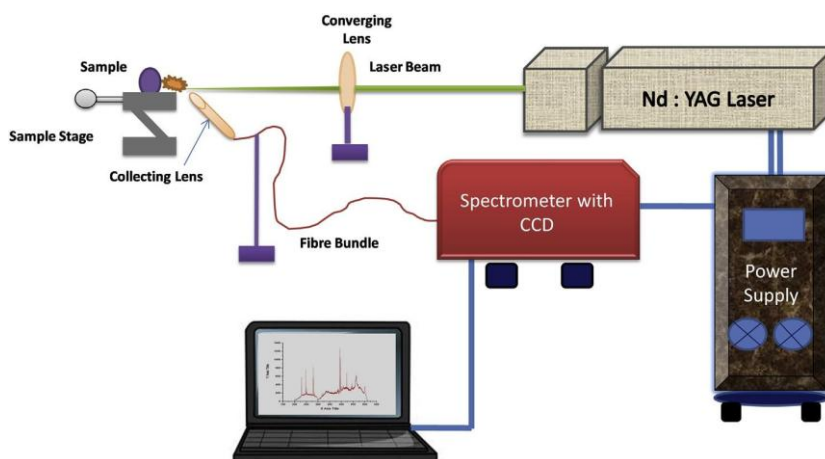 Converging
Lens
Sample
Laser Beam
Nd : YAG Laser
Sample Stage
Collecting Lens
Spectrometer with
CCD
Fibre Bundle
Power
Supply